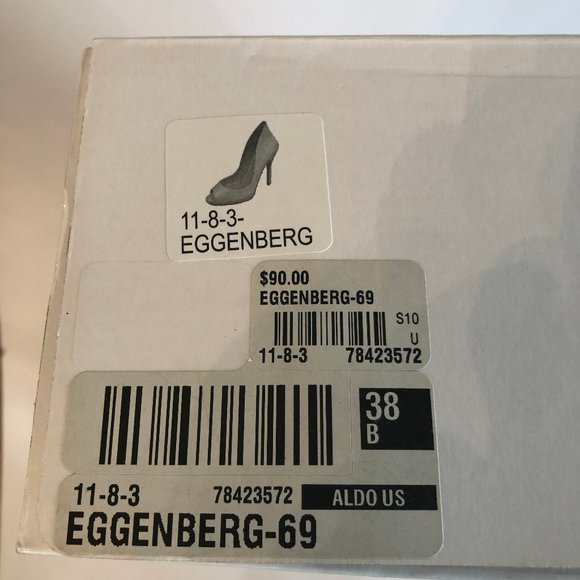 11-8-3-
EGGENBERG
$90.00
EGGENBERG-69
S10
U
11-8-3 78423572
38
B
11-8-3 78423572 ALDO US
EGGENBERG-69